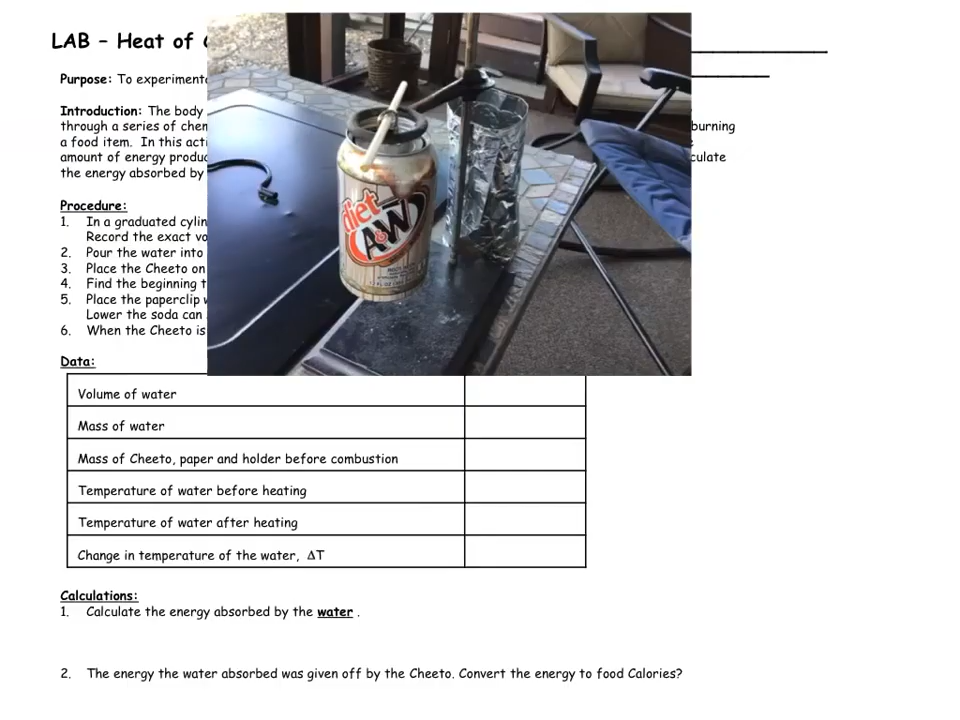 LAB – Heat of
Purpose: To experiment
Introduction: The body
through a series of chem burning
a food item. In this acti
amount of energy produc culate
the energy absorbed by
Procedure:
1. In a graduated cylin
Record the exact vo
2. Pour the water into
3. Place the Cheeto on
4. Find the beginning t
5. Place the paperclip w
Lower the soda can
6. When the Cheeto is
diet
A&W
Data:
Volume of water
Mass of water
Mass of Cheeto, paper and holder before combustion
Temperature of water before heating
Temperature of water after heating
Change in temperature of the water, ΔT
Calculations:
1. Calculate the energy absorbed by the water .
2. The energy the water absorbed was given off by the Cheeto. Convert the energy to food Calories?